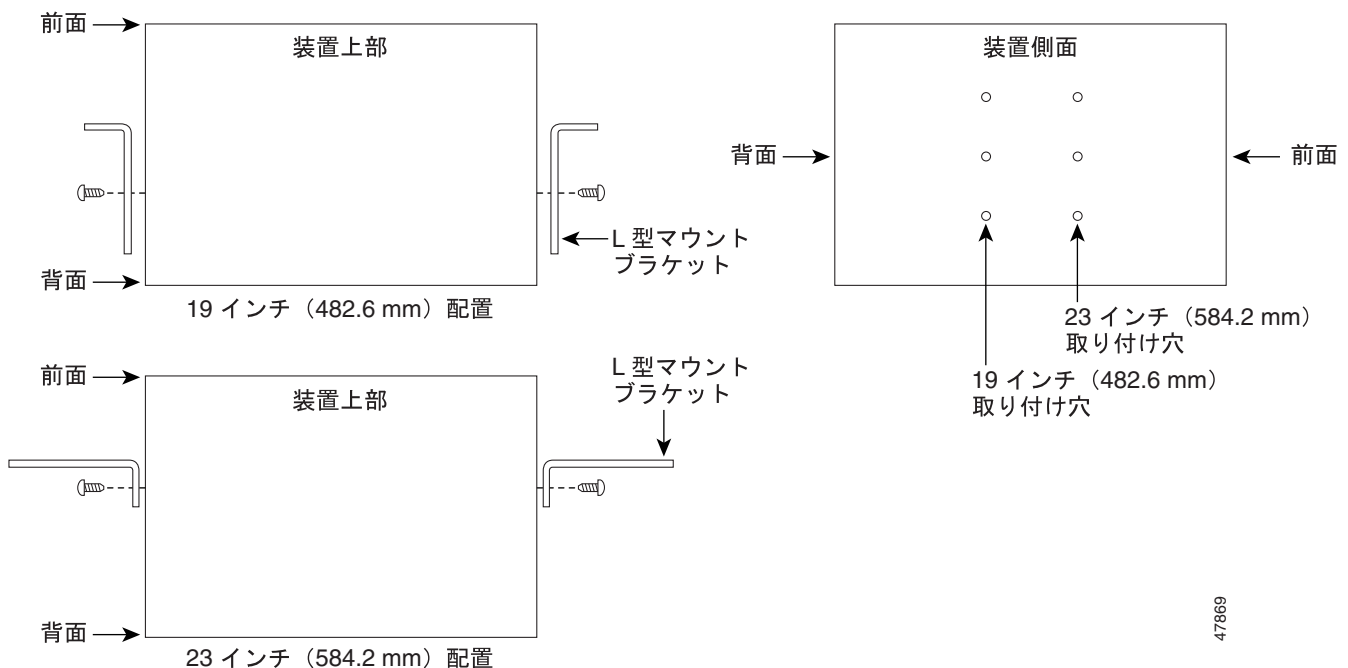 前面
装置上部
背面
L 型マウント
ブラケット
19 インチ（482.6 mm）配置
装置側面
背面
前面
23 インチ（584.2 mm）
取り付け穴
19 インチ（482.6 mm）
取り付け穴
前面
装置上部
L 型マウント
ブラケット
背面
23 インチ（584.2 mm）配置
47869